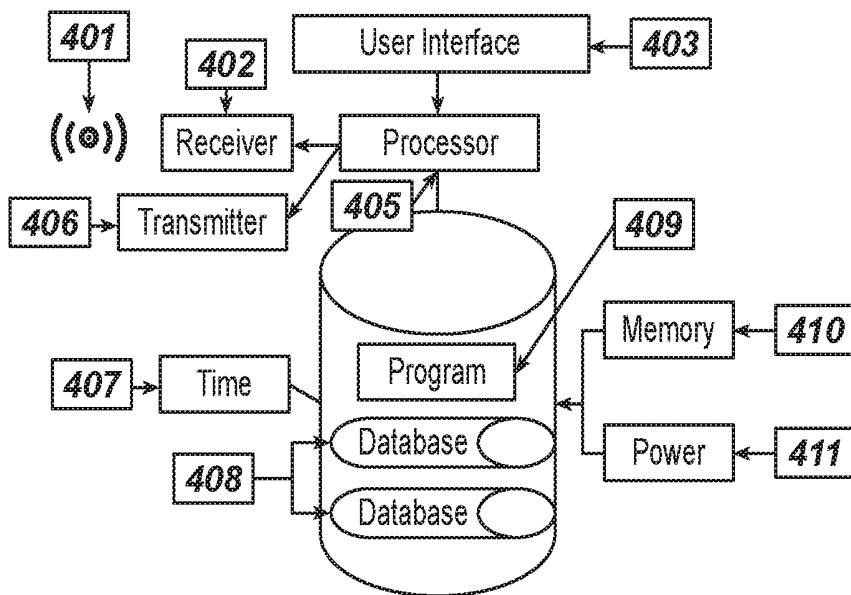 401
User Interface
403
402
Receiver
Processor
406
Transmitter
405
409
Memory
410
407
Time
Program
408
Database
Power
411
Database